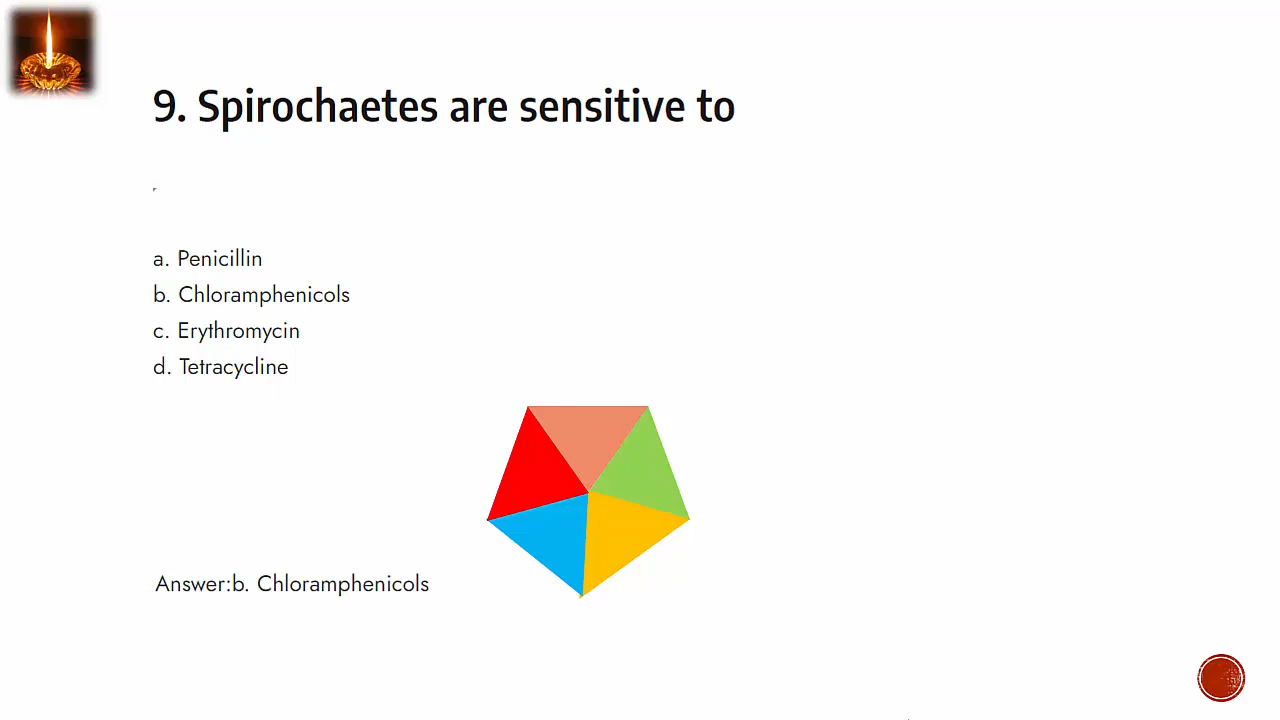 9. Spirochaetes are sensitive to
a. Penicillin
b. Chloramphenicols
c. Erythromycin
d. Tetracycline
Answer:b. Chloramphenicols